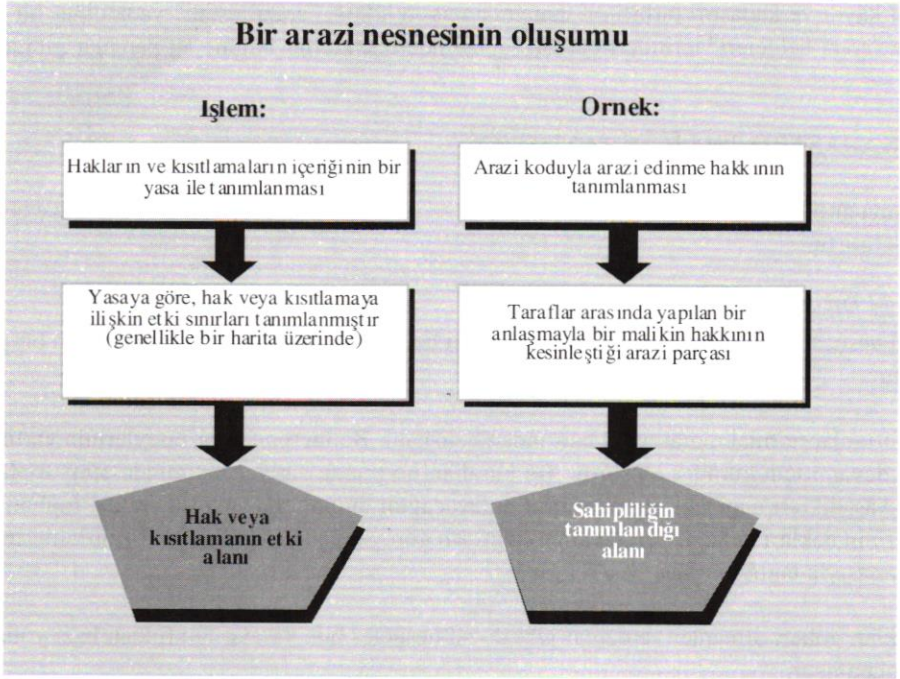 Bir arazi nesnesinin oluşumu
Işlem:
Hakların ve kısıtlamaların içeriğinin bir
yasa ile tanımlanması
Yasaya göre, hak veya kısıtlamaya
ilişkin etki sınırları tanımlanmıştır
(genellikle bir harita üzerinde)
Hak veya
kısıtlamanın etki
alanı
Ornek:
Arazi koduyla arazi edinme hakkının
tanımlanması
Taraflar arasında yapılan bir
anlaşmayla bir malikin hakkının
kesinleştiği arazi parçası
Sahipliliğin
tanımlandığı
alanı